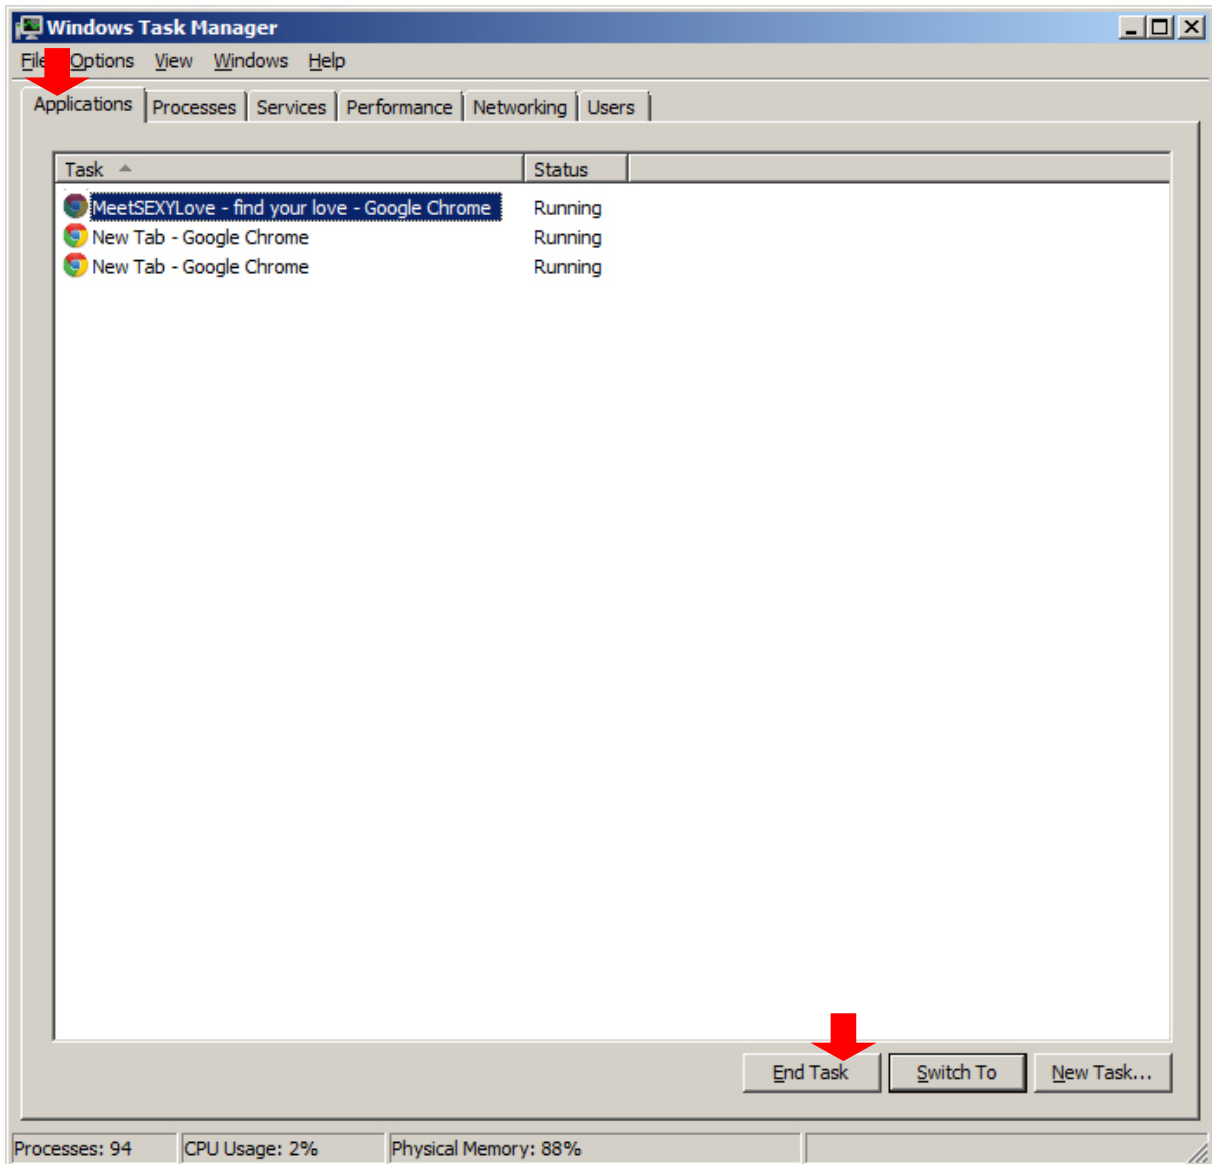 Windows Task Manager
File Options View Windows Help
Applications Processes Services Performance Networking Users
Task Status
MeetSEXYLove - find your love - Google Chrome Running
New Tab - Google Chrome Running
New Tab - Google Chrome Running
End Task Switch To New Task...
Processes: 94 CPU Usage: 2% Physical Memory: 88%